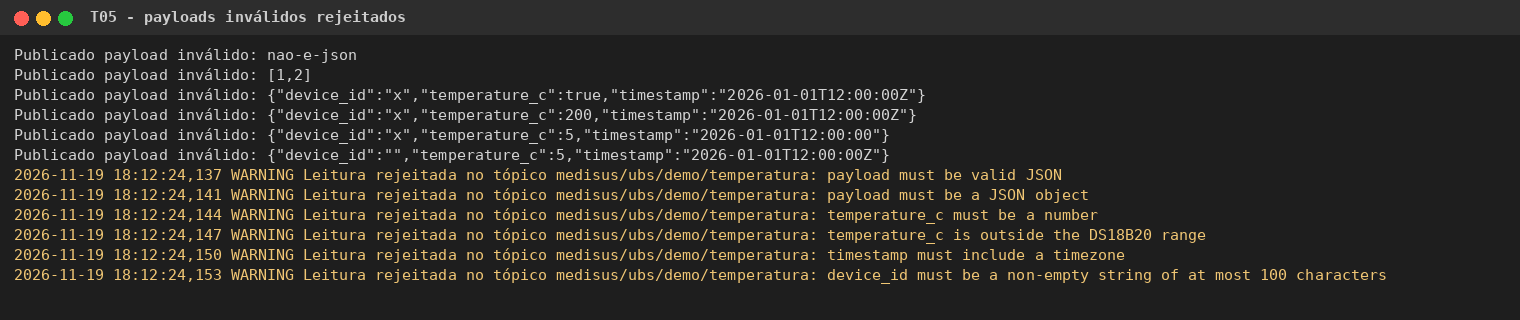 T05 - payloads inválidos rejeitados
Publicado payload inválido: nao-e-json
Publicado payload inválido: [1,2]
Publicado payload inválido: {"device_id":"x","temperature_c":true,"timestamp":"2026-01-01T12:00:00Z"}
Publicado payload inválido: {"device_id":"x","temperature_c":200,"timestamp":"2026-01-01T12:00:00Z"}
Publicado payload inválido: {"device_id":"x","temperature_c":5,"timestamp":"2026-01-01T12:00:00"}
Publicado payload inválido: {"device_id":"","temperature_c":5,"timestamp":"2026-01-01T12:00:00Z"}
2026-11-19 18:12:24,137 WARNING Leitura rejeitada no tópico medisus/ubs/demo/temperatura: payload must be valid JSON
2026-11-19 18:12:24,141 WARNING Leitura rejeitada no tópico medisus/ubs/demo/temperatura: payload must be a JSON object
2026-11-19 18:12:24,144 WARNING Leitura rejeitada no tópico medisus/ubs/demo/temperatura: temperature_c must be a number
2026-11-19 18:12:24,147 WARNING Leitura rejeitada no tópico medisus/ubs/demo/temperatura: temperature_c is outside the DS18B20 range
2026-11-19 18:12:24,150 WARNING Leitura rejeitada no tópico medisus/ubs/demo/temperatura: timestamp must include a timezone
2026-11-19 18:12:24,153 WARNING Leitura rejeitada no tópico medisus/ubs/demo/temperatura: device_id must be a non-empty string of at most 100 characters